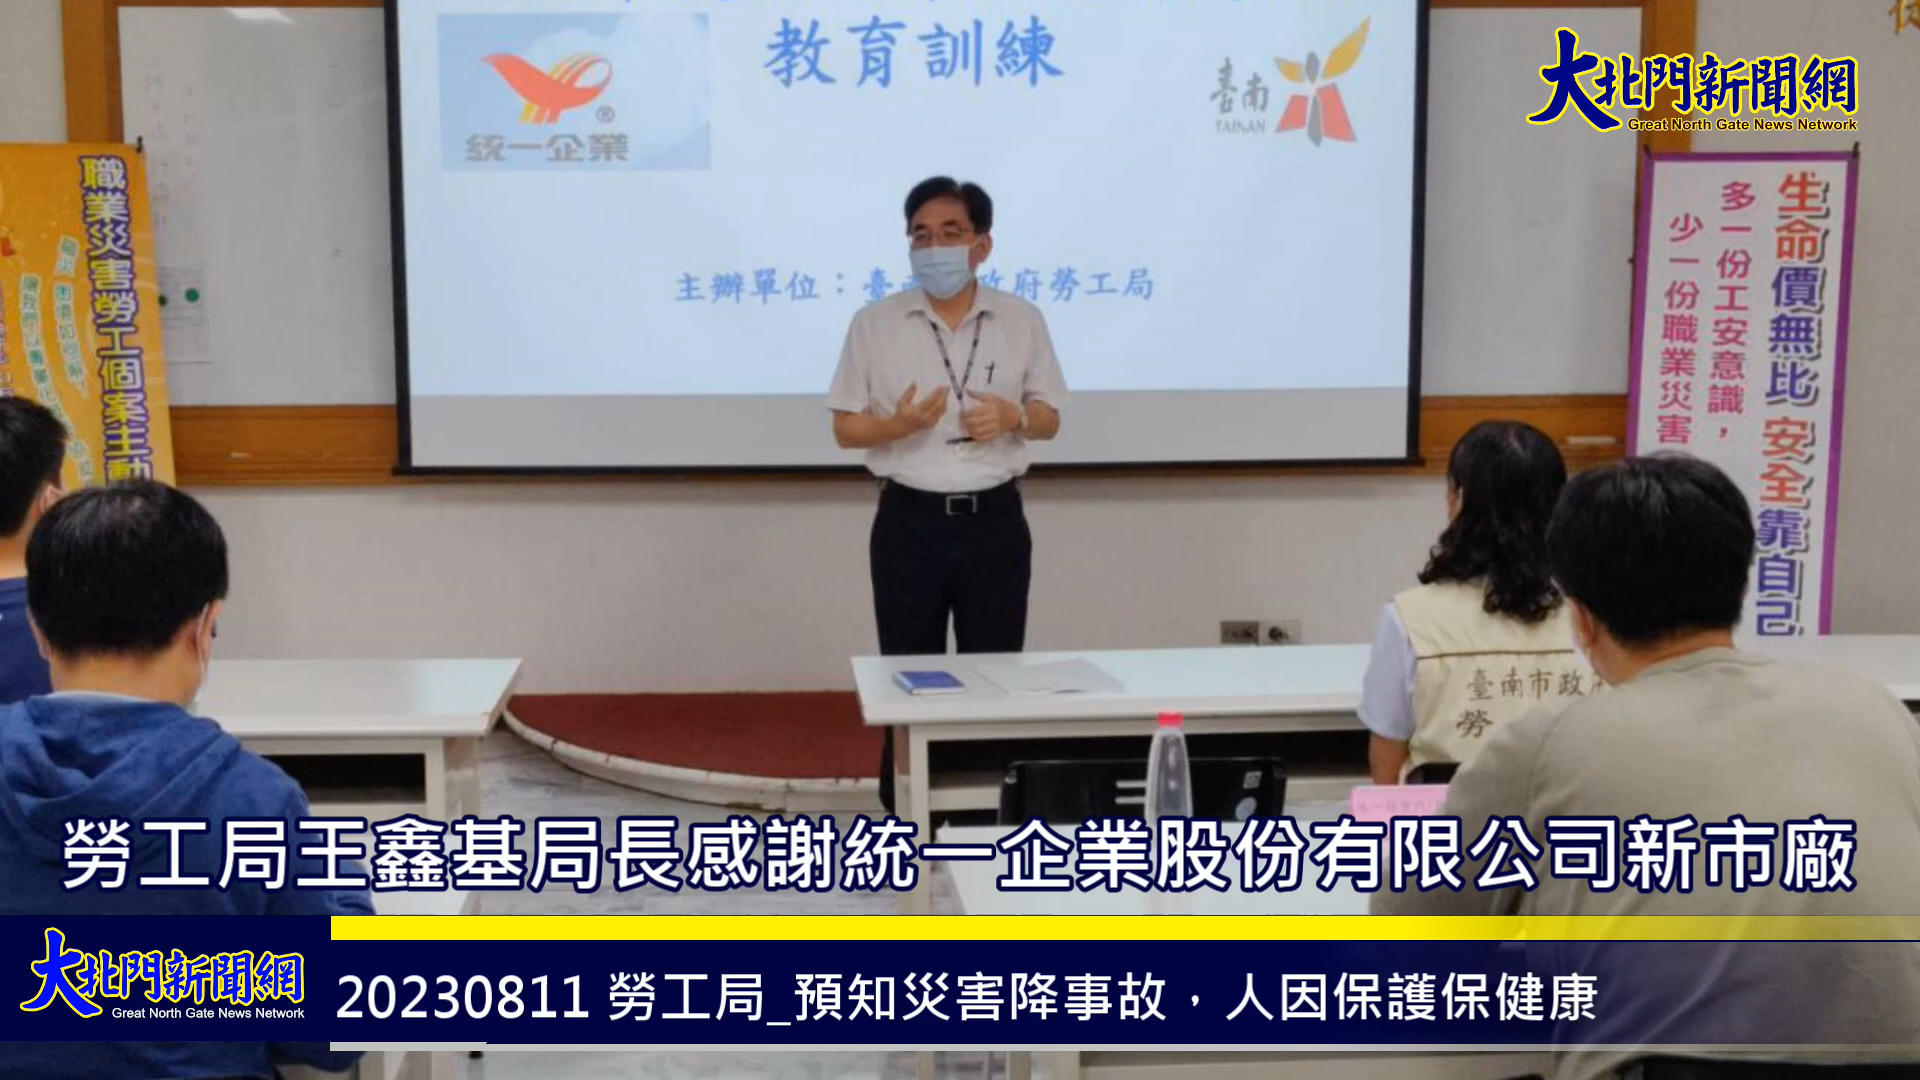 教育訓練
統一企業
®
臺南
TAINAN
大北門新聞網
Great North Gate News Network
主辦單位：臺南 政府勞工局
職業災害勞工個案主動
生命價無比 安全靠自己
多一份工安意識，
少一份職業災害
臺南市政府
勞
勞工局王鑫基局長感謝統一企業股份有限公司新市廠
大北門新聞網
Great North Gate News Network
20230811 勞工局_預知災害降事故，人因保護保健康